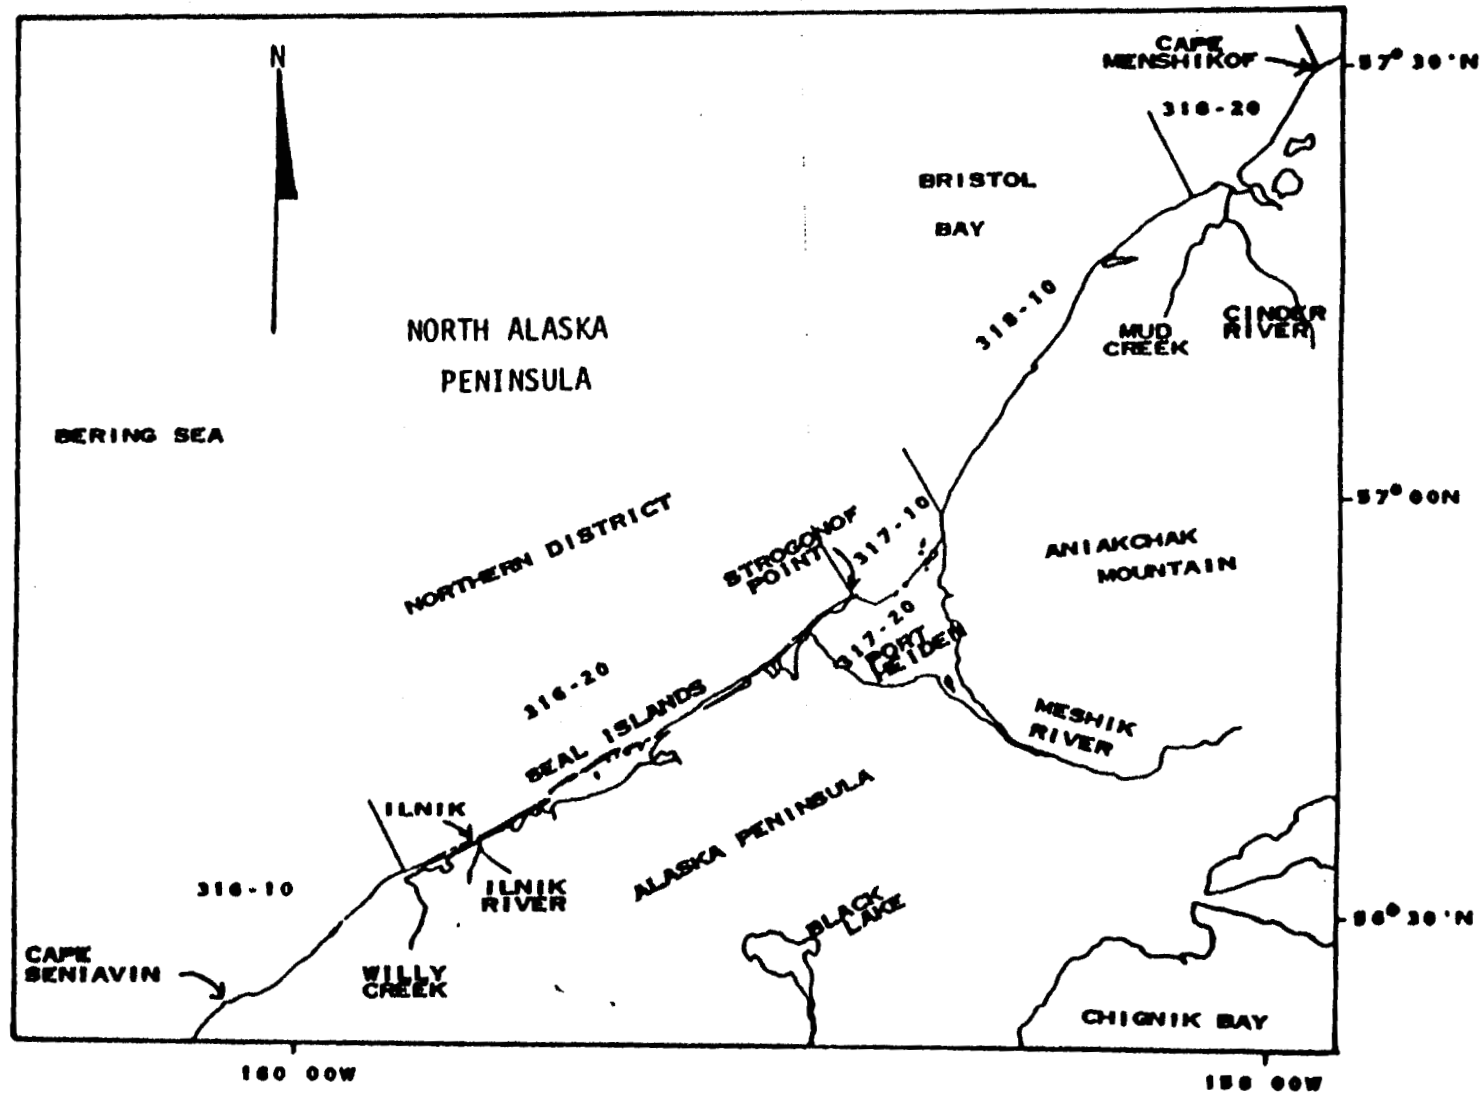 N
CAPE
MENSHIKOF
57° 30'N
318-20
BRISTOL
BAY
318-10
MUD
CREEK
CINDER
RIVER
NORTH ALASKA
PENINSULA
BERING SEA
57° 00N
NORTHERN DISTRICT
STROGONOF
POINT
317-10
ANIAKCHAK
MOUNTAIN
317-20
PORT
HEIDEN
316-20
SEAL ISLANDS
MESHIK
RIVER
ILNIK
ALASKA PENINSULA
316-10
ILNIK
RIVER
BLACK
LAKE
56° 30'N
CAPE
SENIAVIN
WILLY
CREEK
CHIGNIK BAY
160 00W
158 00W